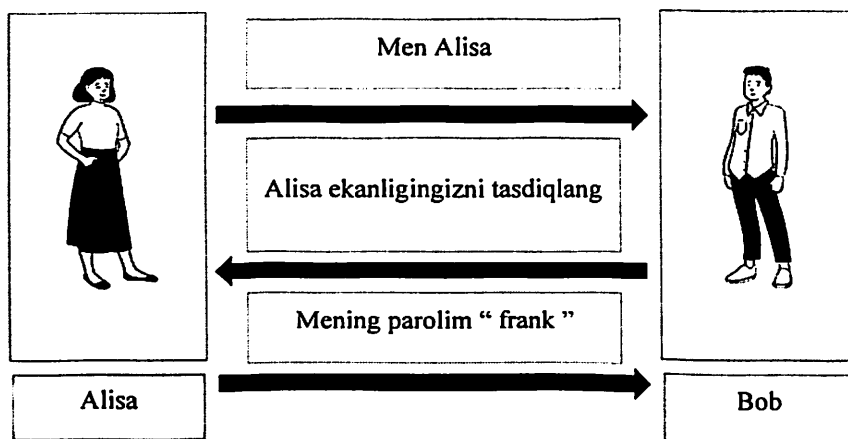 Men Alisa
Alisa ekanligingizni tasdiqlang
Mening parolim “ frank ”
Alisa
Bob